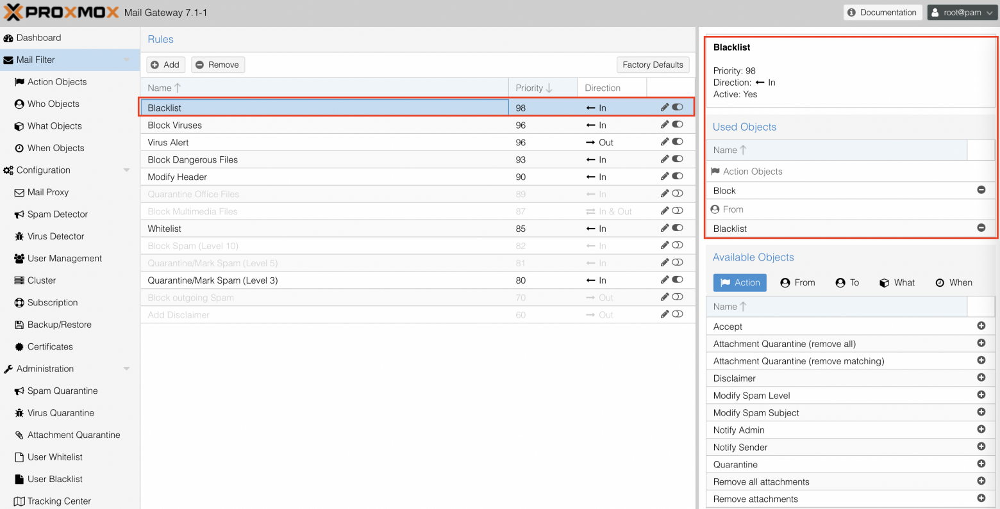 PROXMOX Mail Gateway 7.1-1
Documentation
root@pam
Dashboard
Mail Filter
Action Objects
Who Objects
What Objects
When Objects
Configuration
Mail Proxy
Spam Detector
Virus Detector
User Management
Cluster
Subscription
Backup/Restore
Certificates
Administration
Spam Quarantine
Virus Quarantine
Attachment Quarantine
User Whitelist
User Blacklist
Tracking Center
Rules
Add Remove Factory Defaults
Name Priority Direction
Blacklist 98 In
Block Viruses 96 In
Virus Alert 96 Out
Block Dangerous Files 93 In
Modify Header 90 In
Quarantine Office Files 89 In
Block Multimedia Files 87 In & Out
Whitelist 85 In
Block Spam (Level 10) 82 In
Quarantine/Mark Spam (Level 5) 81 In
Quarantine/Mark Spam (Level 3) 80 In
Block outgoing Spam 70 Out
Add Disclaimer 60 Out
Blacklist
Priority: 98
Direction: In
Active: Yes
Used Objects
Name
Action Objects
Block
From
Blacklist
Available Objects
Action From To What When
Name
Accept
Attachment Quarantine (remove all)
Attachment Quarantine (remove matching)
Disclaimer
Modify Spam Level
Modify Spam Subject
Notify Admin
Notify Sender
Quarantine
Remove all attachments
Remove attachments